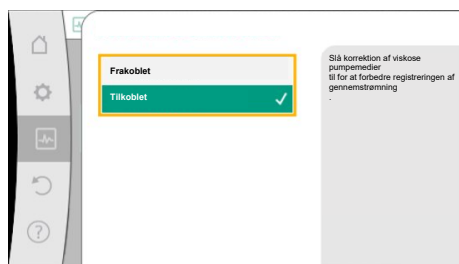 Frakoblet
Tilkoblet
Slå korrektion af viskose
pumpemedier
til for at forbedre registreringen af
gennemstrømning
.